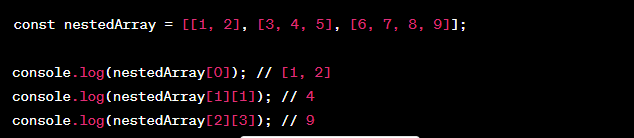 const nestedArray = [[1, 2], [3, 4, 5], [6, 7, 8, 9]];
console.log(nestedArray[0]); // [1, 2]
console.log(nestedArray[1][1]); // 4
console.log(nestedArray[2][3]); // 9